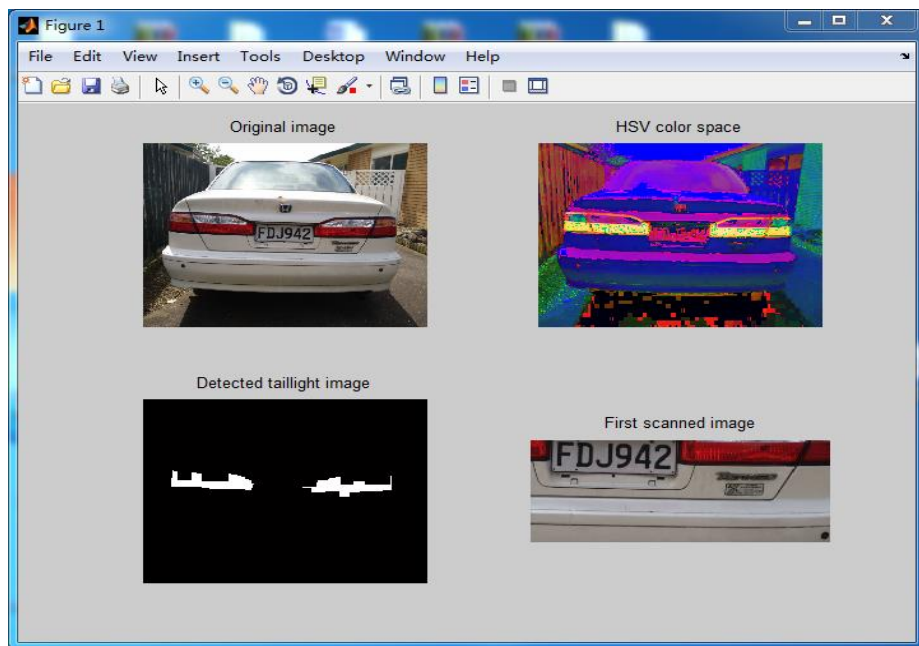 Figure 1
File Edit View Insert Tools Desktop Window Help
Original image
HSV color space
FDJ942
Detected taillight image
First scanned image
FDJ942